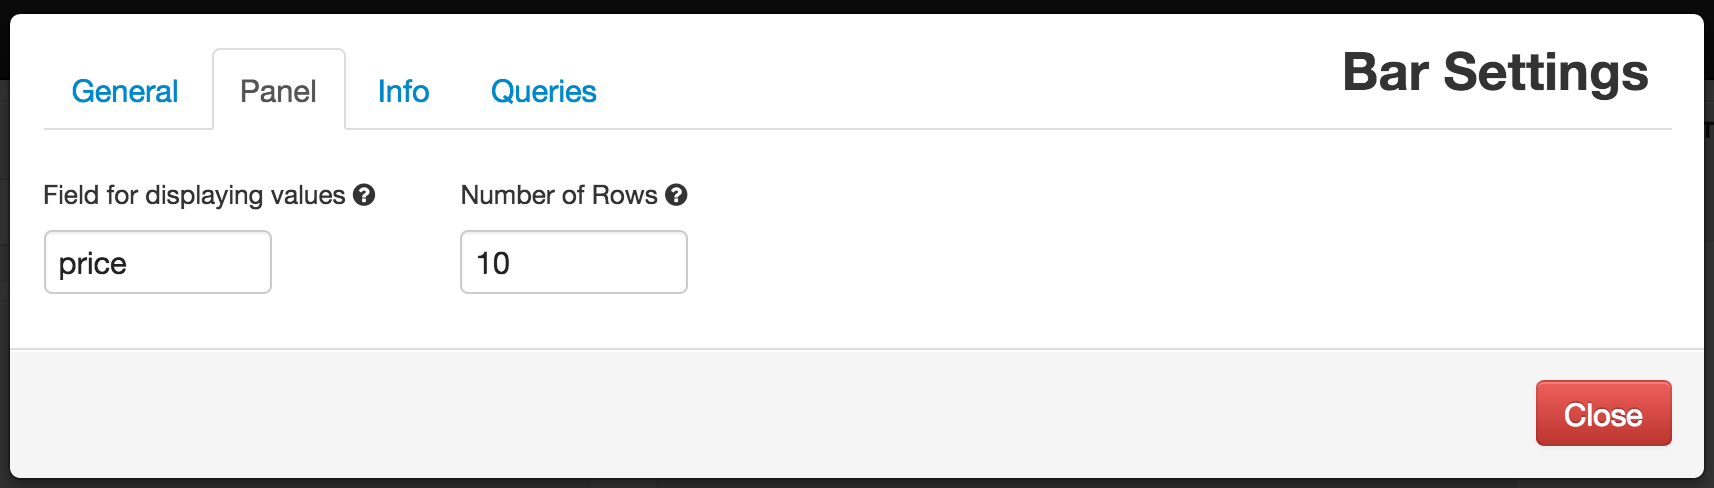 Bar Settings
General Panel Info Queries
Field for displaying values ? Number of Rows ?
price 10
Close